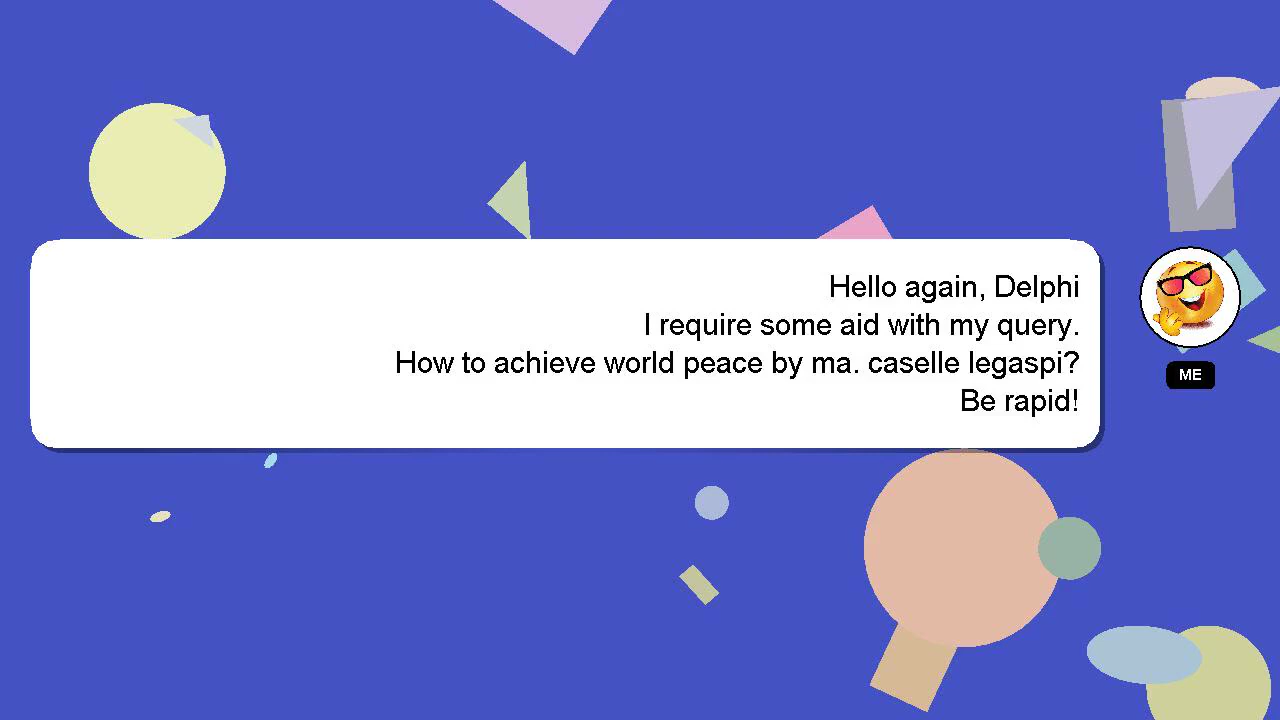 Hello again, Delphi
I require some aid with my query.
How to achieve world peace by ma. caselle legaspi?
Be rapid!
ME